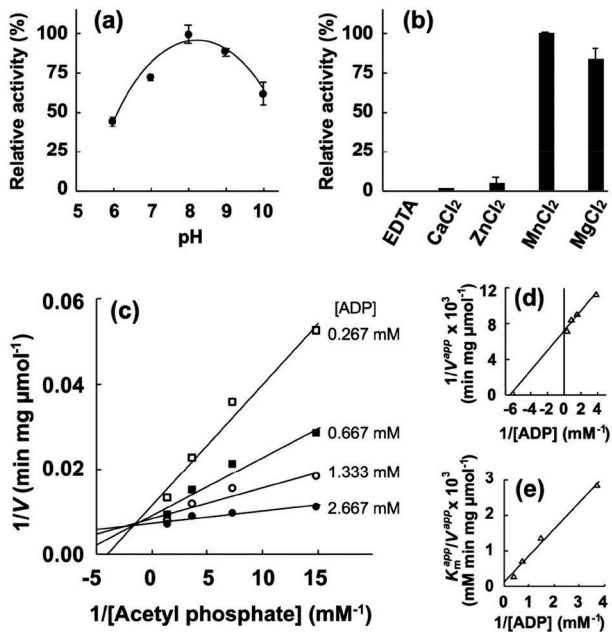 (a)
Relative activity (%)
100
75
50
25
0
5 6 7 8 9 10
pH
(b)
Relative activity (%)
100
75
50
25
0
EDTA
CaCl₂
ZnCl₂
MnCl₂
MgCl₂
(c)
1/V (min mg μmol⁻¹)
0.06
0.04
0.02
0.00
-5 0 5 10 15 20
1/[Acetyl phosphate] (mM⁻¹)
[ADP]
0.267 mM
0.667 mM
1.333 mM
2.667 mM
(d)
1/Vᵃᵖᵖ x 10³
(min mg μmol⁻¹)
12
8
4
0
-6 -4 -2 0 2 4
1/[ADP] (mM⁻¹)
(e)
Kₘᵃᵖᵖ/Vᵃᵖᵖ x 10³
(mM min mg μmol⁻¹)
3
2
1
0
0 1 2 3 4
1/[ADP] (mM⁻¹)